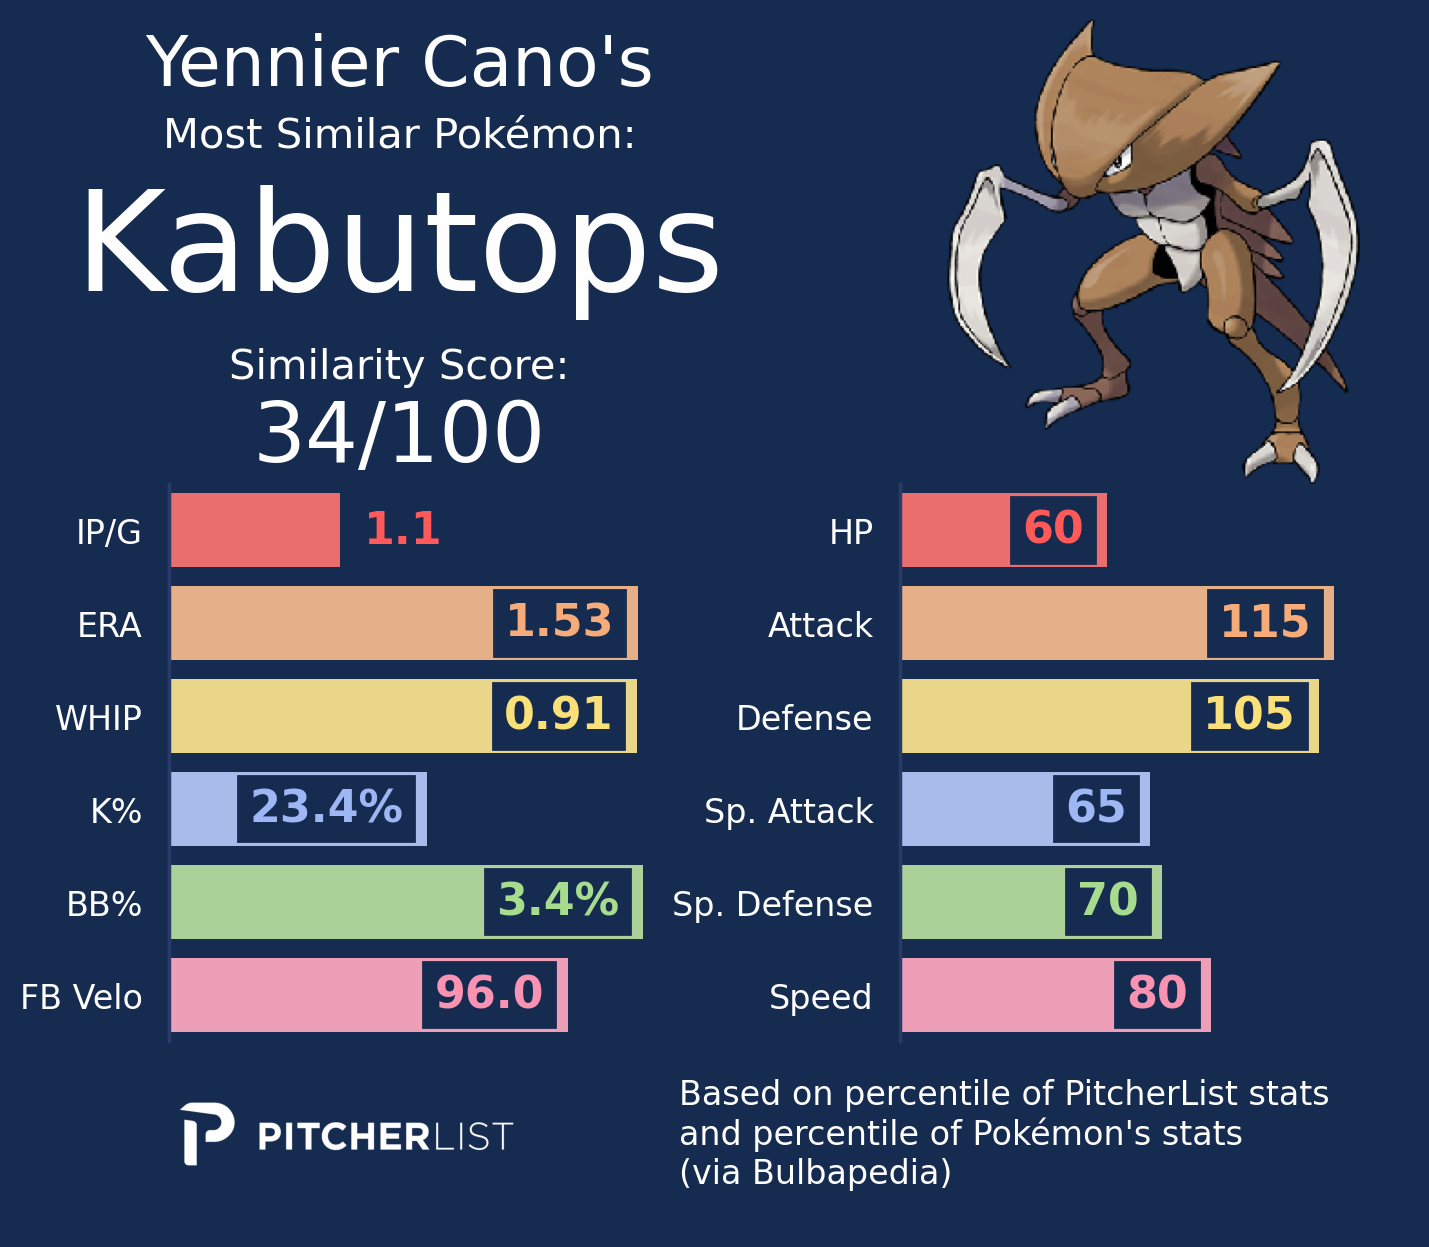 Yennier Cano's
Most Similar Pokémon:
Kabutops
Similarity Score:
34/100
IP/G 1.1
ERA 1.53
WHIP 0.91
K% 23.4%
BB% 3.4%
FB Velo 96.0
HP 60
Attack 115
Defense 105
Sp. Attack 65
Sp. Defense 70
Speed 80
PITCHERLIST
Based on percentile of PitcherList stats
and percentile of Pokémon's stats
(via Bulbapedia)